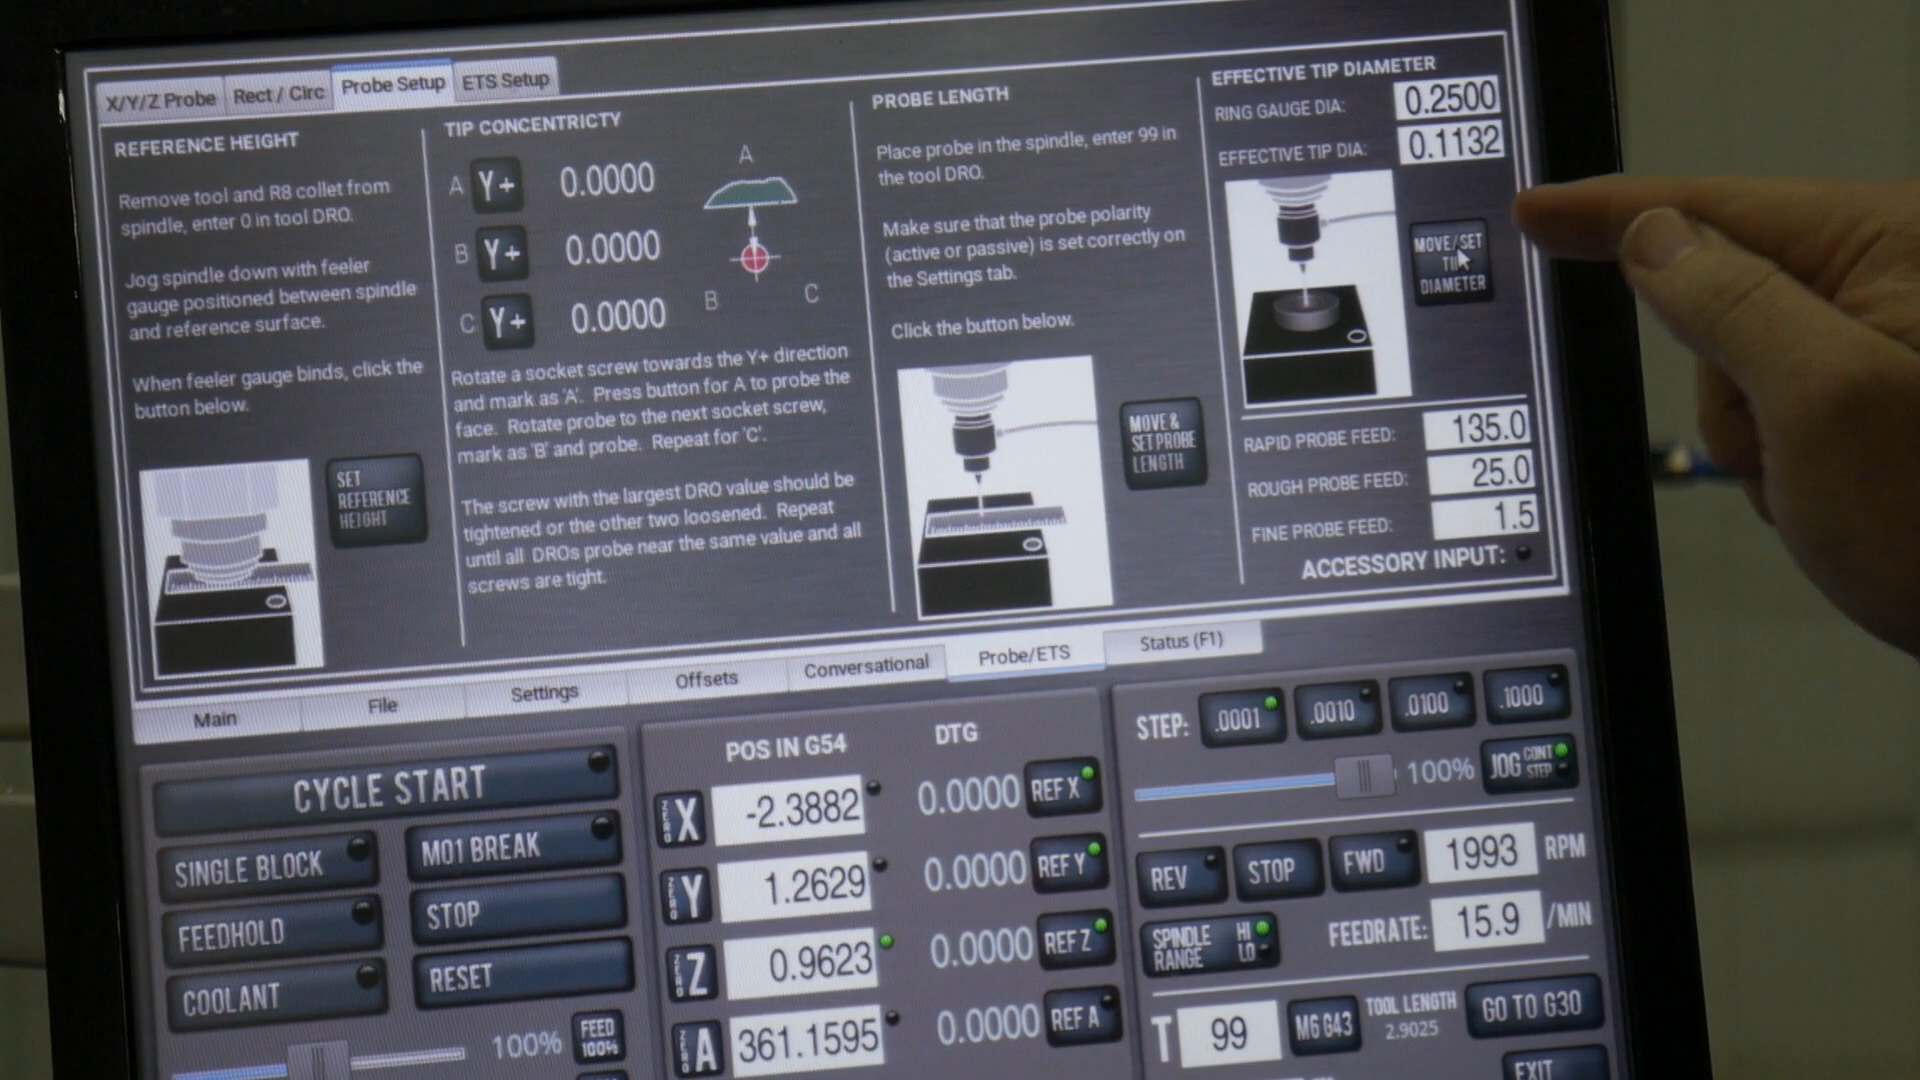 X/Y/Z Probe
Rect / Circ
Probe Setup
ETS Setup
REFERENCE HEIGHT
Remove tool and R8 collet from
spindle, enter 0 in tool DRO.
Jog spindle down with feeler
gauge positioned between spindle
and reference surface.
When feeler gauge binds, click the
button below.
SET
REFERENCE
HEIGHT
TIP CONCENTRICTY
A Y+ 0.0000
B Y+ 0.0000
C Y+ 0.0000
A
B C
Rotate a socket screw towards the Y+ direction
and mark as 'A'. Press button for A to probe the
face. Rotate probe to the next socket screw,
mark as 'B' and probe. Repeat for 'C'.
The screw with the largest DRO value should be
tightened or the other two loosened. Repeat
until all DROs probe near the same value and all
screws are tight.
PROBE LENGTH
Place probe in the spindle, enter 99 in
the tool DRO.
Make sure that the probe polarity
(active or passive) is set correctly on
the Settings tab.
Click the button below.
MOVE &
SET PROBE
LENGTH
EFFECTIVE TIP DIAMETER
RING GAUGE DIA: 0.2500
EFFECTIVE TIP DIA: 0.1132
MOVE/SET
TIP
DIAMETER
RAPID PROBE FEED: 135.0
ROUGH PROBE FEED: 25.0
FINE PROBE FEED: 1.5
ACCESSORY INPUT:
Main
File
Settings
Offsets
Conversational
Probe/ETS
Status (F1)
CYCLE START
SINGLE BLOCK
M01 BREAK
FEEDHOLD
STOP
COOLANT
RESET
100%
FEED
100%
POS IN G54 DTG
ZERO X -2.3882 0.0000 REF X
ZERO Y 1.2629 0.0000 REF Y
ZERO Z 0.9623 0.0000 REF Z
ZERO A 361.1595 0.0000 REF A
STEP: .0001 .0010 .0100 .1000
100% JOG CONT
STEP
REV STOP FWD 1993 RPM
SPINDLE
RANGE
HI
LO
FEEDRATE: 15.9 /MIN
T 99 M6 G43
TOOL LENGTH
2.9025
GO TO G30
EXIT